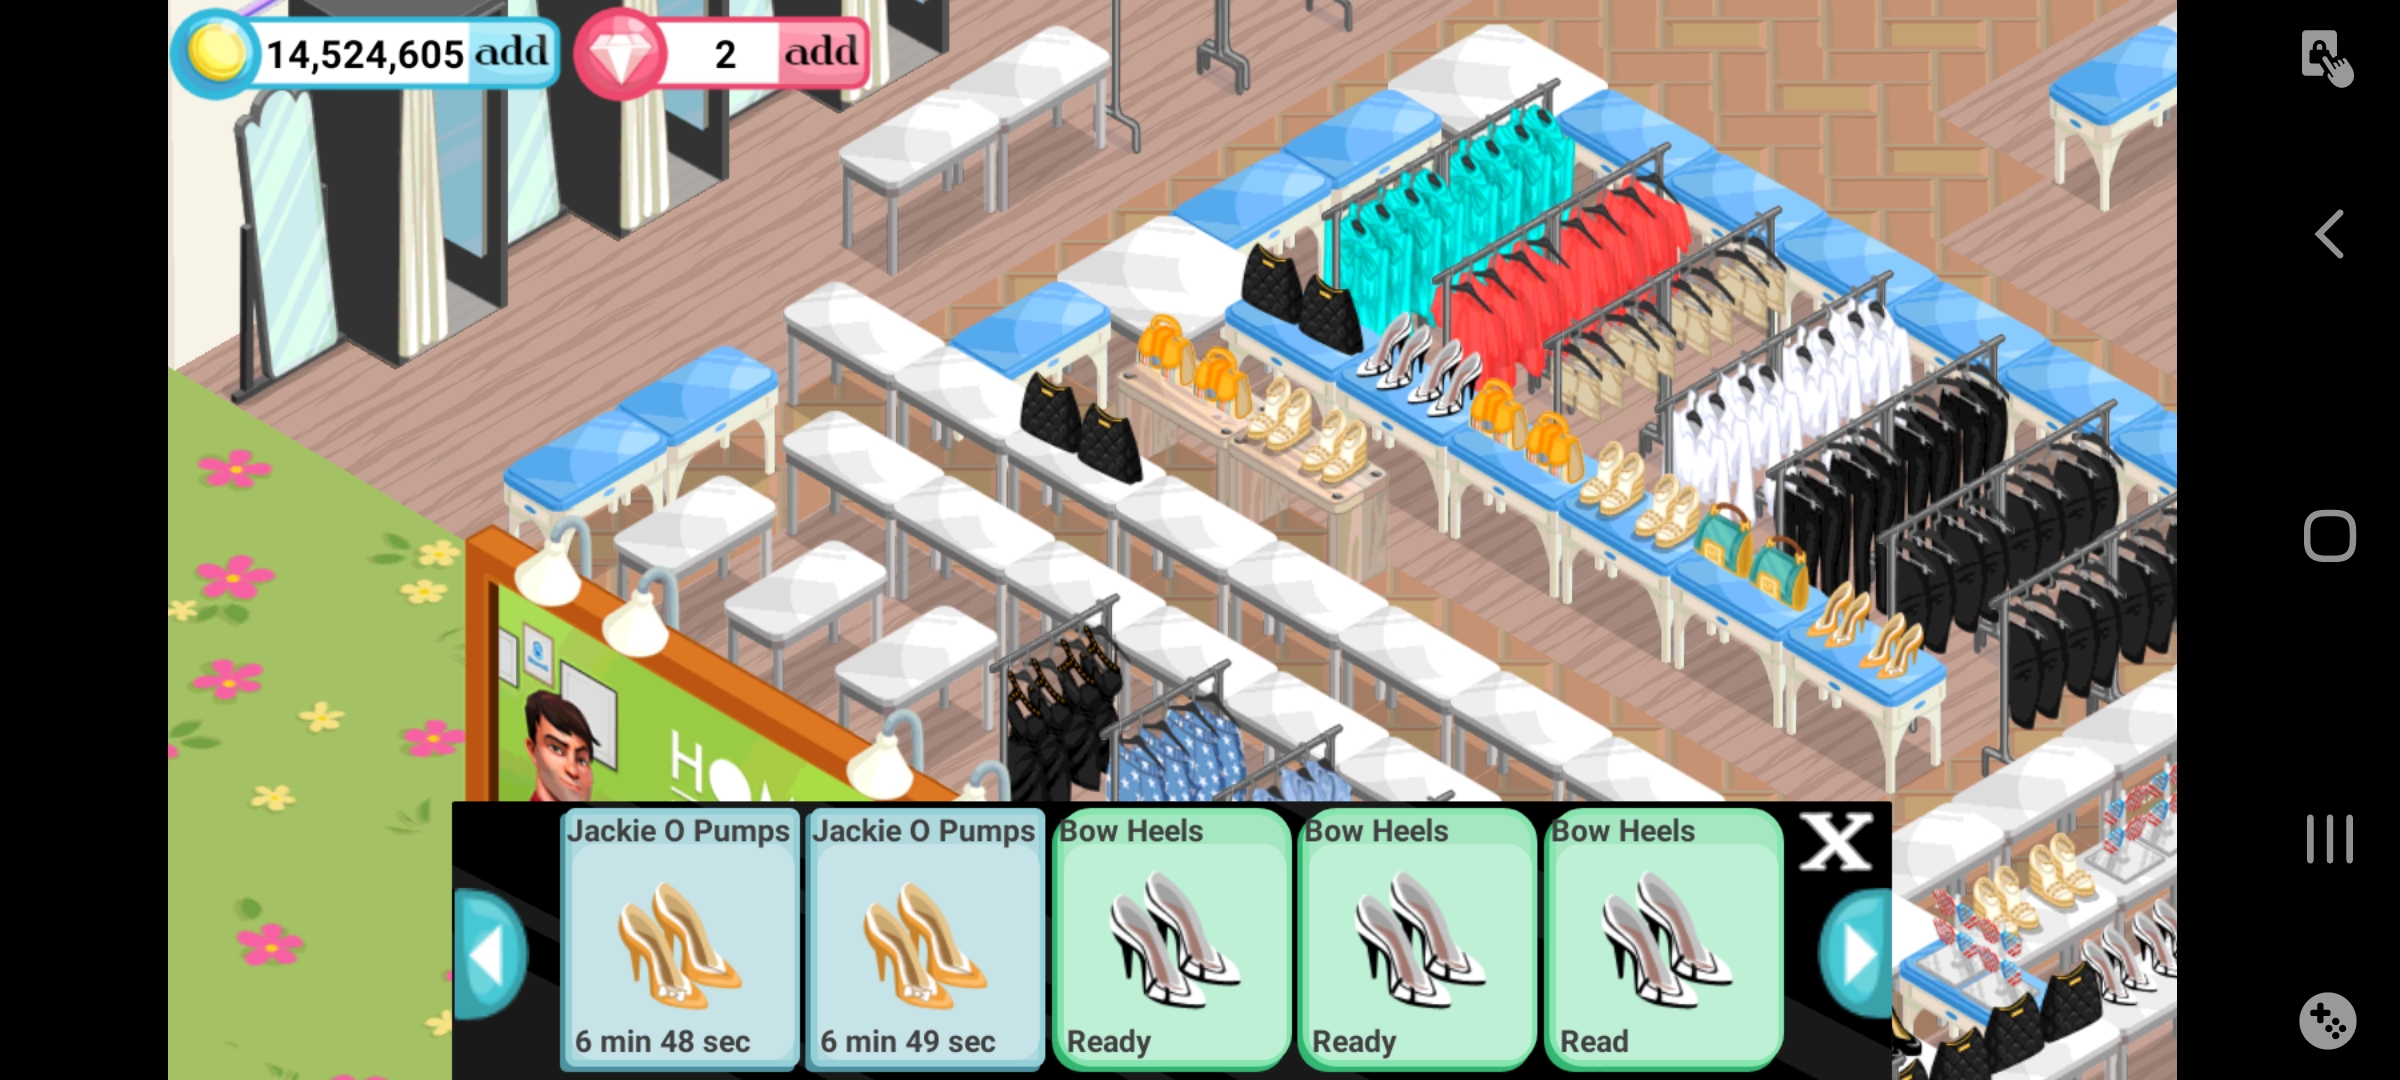 14,524,605 add
2 add
Jackie O Pumps
6 min 48 sec
Jackie O Pumps
6 min 49 sec
Bow Heels
Ready
Bow Heels
Ready
Bow Heels
Read
X